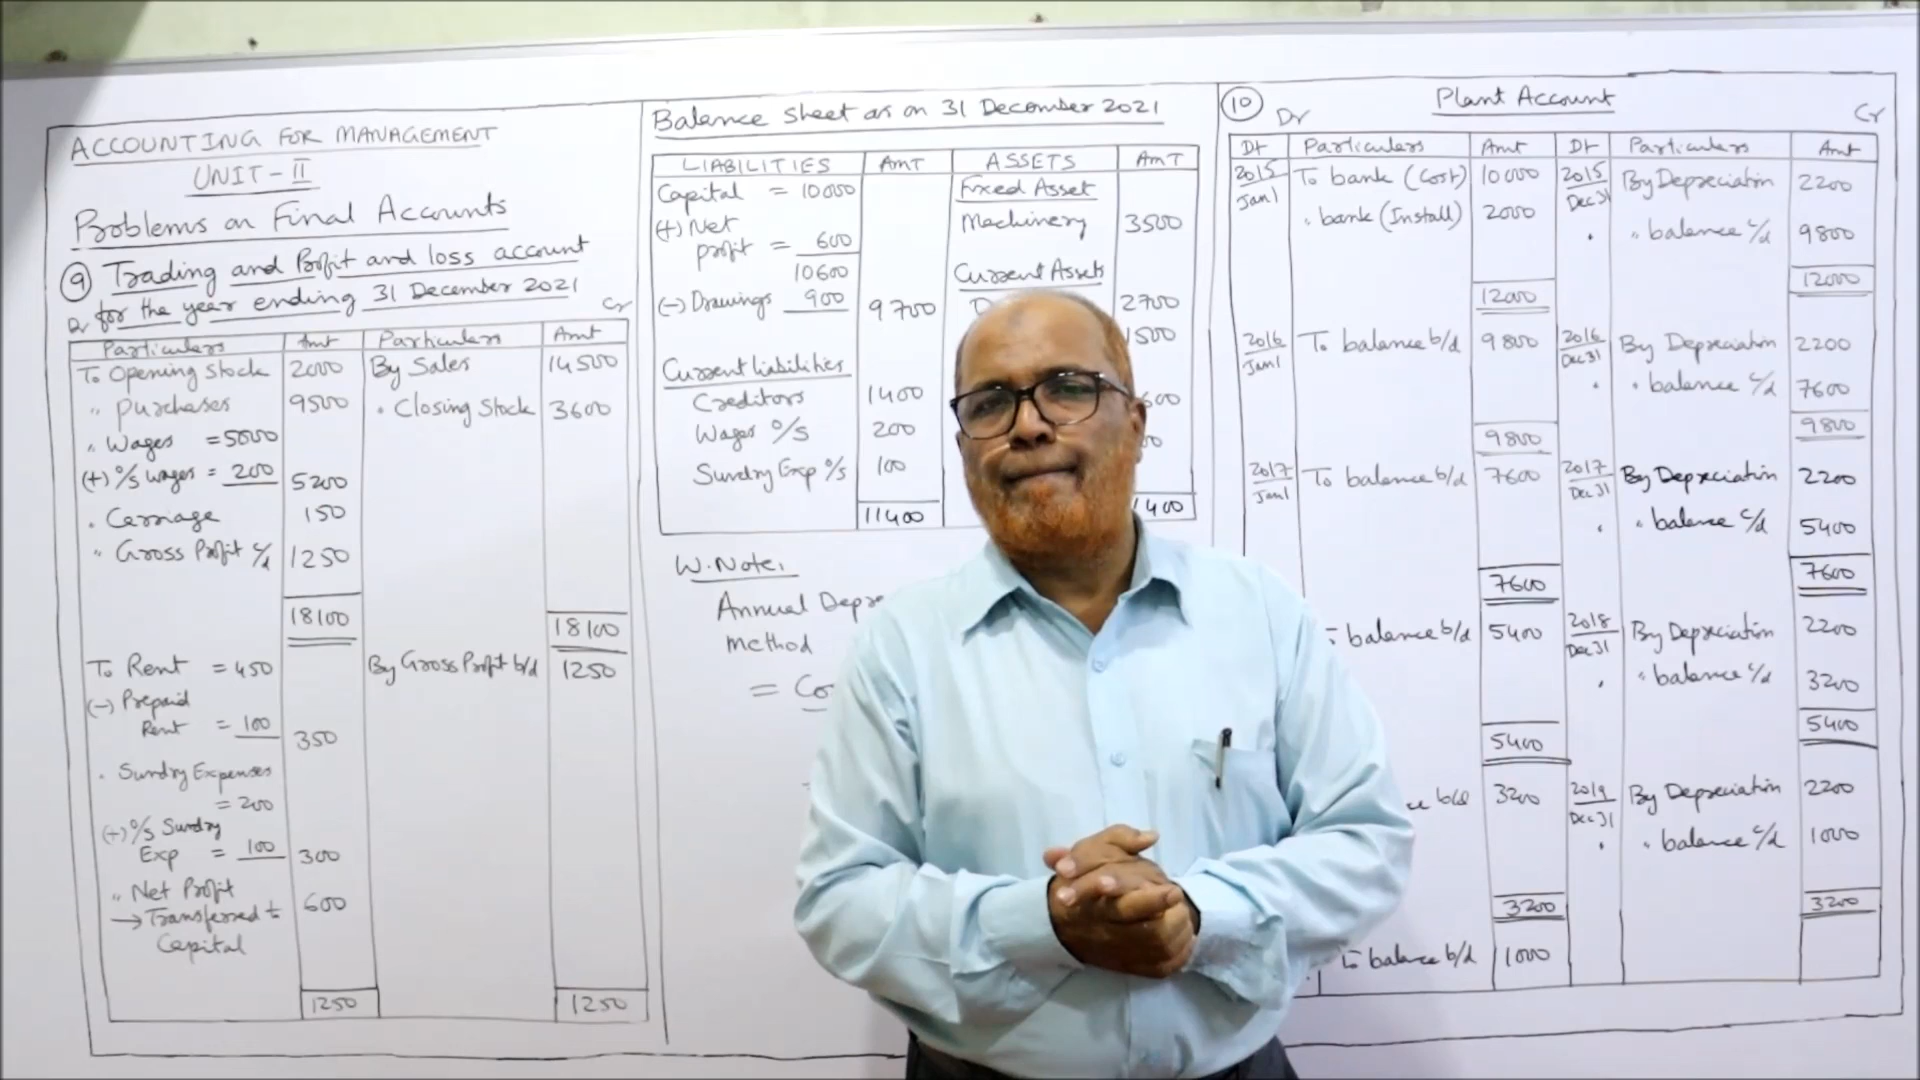 ACCOUNTING FOR MANAGEMENT
UNIT - II
Problems on Final Accounts
9 Trading and Profit and loss account
for the year ending 31 December 2021
Dr Cr
Particulars Amt Particulars Amt
To Opening Stock 2000 By Sales 14500
" purchases 9500 " Closing Stock 3600
" Wages = 5000
(+) o/s wages = 200 5200
" Carriage 150
" Gross Profit c/d 1250
18100 18100
To Rent = 450 By Gross Profit b/d 1250
(-) Prepaid
Rent = 100 350
" Sundry Expenses
= 200
(+) o/s Sundry
Exp = 100 300
" Net Profit
→ Transferred to 600
Capital
1250 1250
Balance Sheet as on 31 December 2021
LIABILITIES AMT ASSETS AMT
Capital = 10000 Fixed Asset
(+) Net Machinery 3500
profit = 600
10600 Current Assets
(-) Drawings 900 9700 2700
1500
Current liabilities
Creditors 1400
Wages o/s 200
Sundry Exp o/s 100
11400
W. Note:
Annual Depre
method
= Co
10 Plant Account
Dr Cr
Dt Particulars Amt Dt Particulars Amt
2015 Jan 1 To bank (Cost) 10000 2015 Dec 31 By Depreciation 2200
" bank (Install) 2000 " " balance c/d 9800
12000 12000
2016 Jan 1 To balance b/d 9800 2016 Dec 31 By Depreciation 2200
" " balance c/d 7600
9800 9800
2017 Jan 1 To balance b/d 7600 2017 Dec 31 By Depreciation 2200
" " balance c/d 5400
7600 7600
balance b/d 5400 2018 Dec 31 By Depreciation 2200
" " balance c/d 3200
5400 5400
b/d 3200 2019 Dec 31 By Depreciation 2200
" " balance c/d 1000
3200 3200
To balance b/d 1000